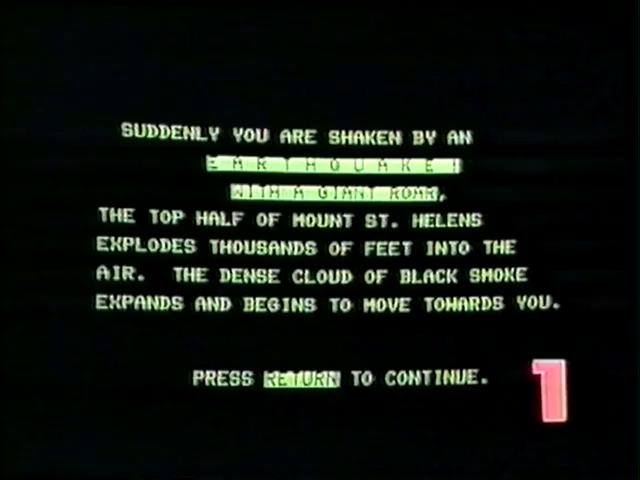 SUDDENLY YOU ARE SHAKEN BY AN
E A R T H Q U A K E !
WITH A GIANT ROAR,
THE TOP HALF OF MOUNT ST. HELENS
EXPLODES THOUSANDS OF FEET INTO THE
AIR. THE DENSE CLOUD OF BLACK SMOKE
EXPANDS AND BEGINS TO MOVE TOWARDS YOU.
PRESS RETURN TO CONTINUE.
1